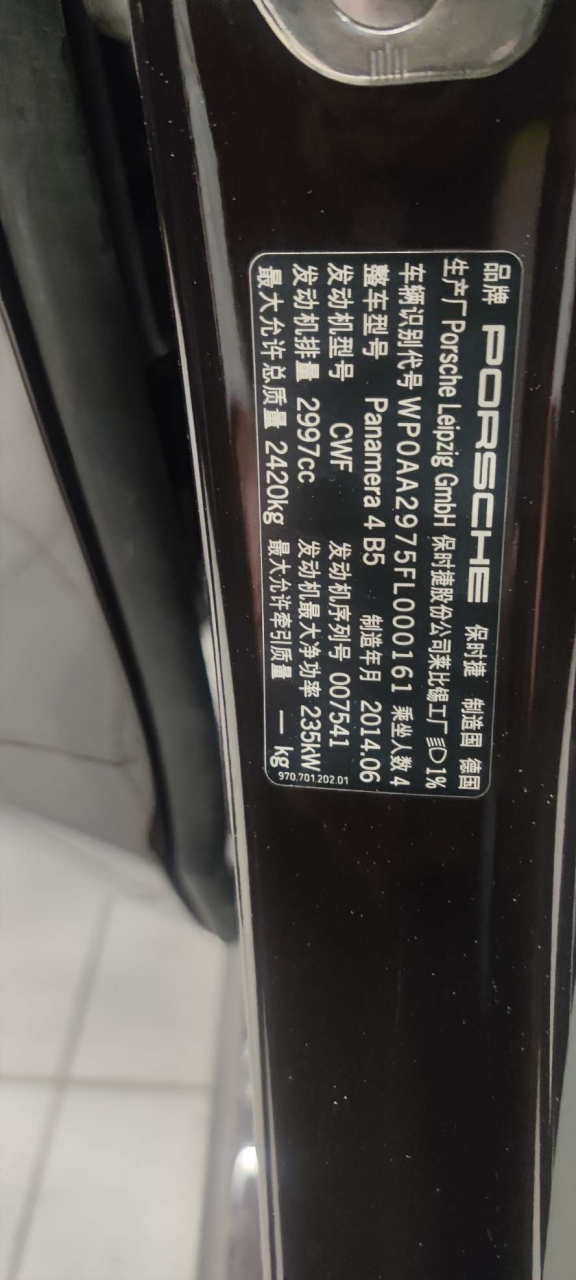 品牌 PORSCHE 保时捷 制造国 德国
生产厂 Porsche Leipzig GmbH 保时捷股份公司莱比锡工厂 1%
车辆识别代号 WP0AA2975FL000161 乘坐人数 4
整车型号 Panamera 4 B5 制造年月 2014.06
发动机型号 CWF 发动机序列号 007541
发动机排量 2997cc 发动机最大净功率 235kW
最大允许总质量 2420kg 最大允许牵引质量 — kg
970.701.202.01